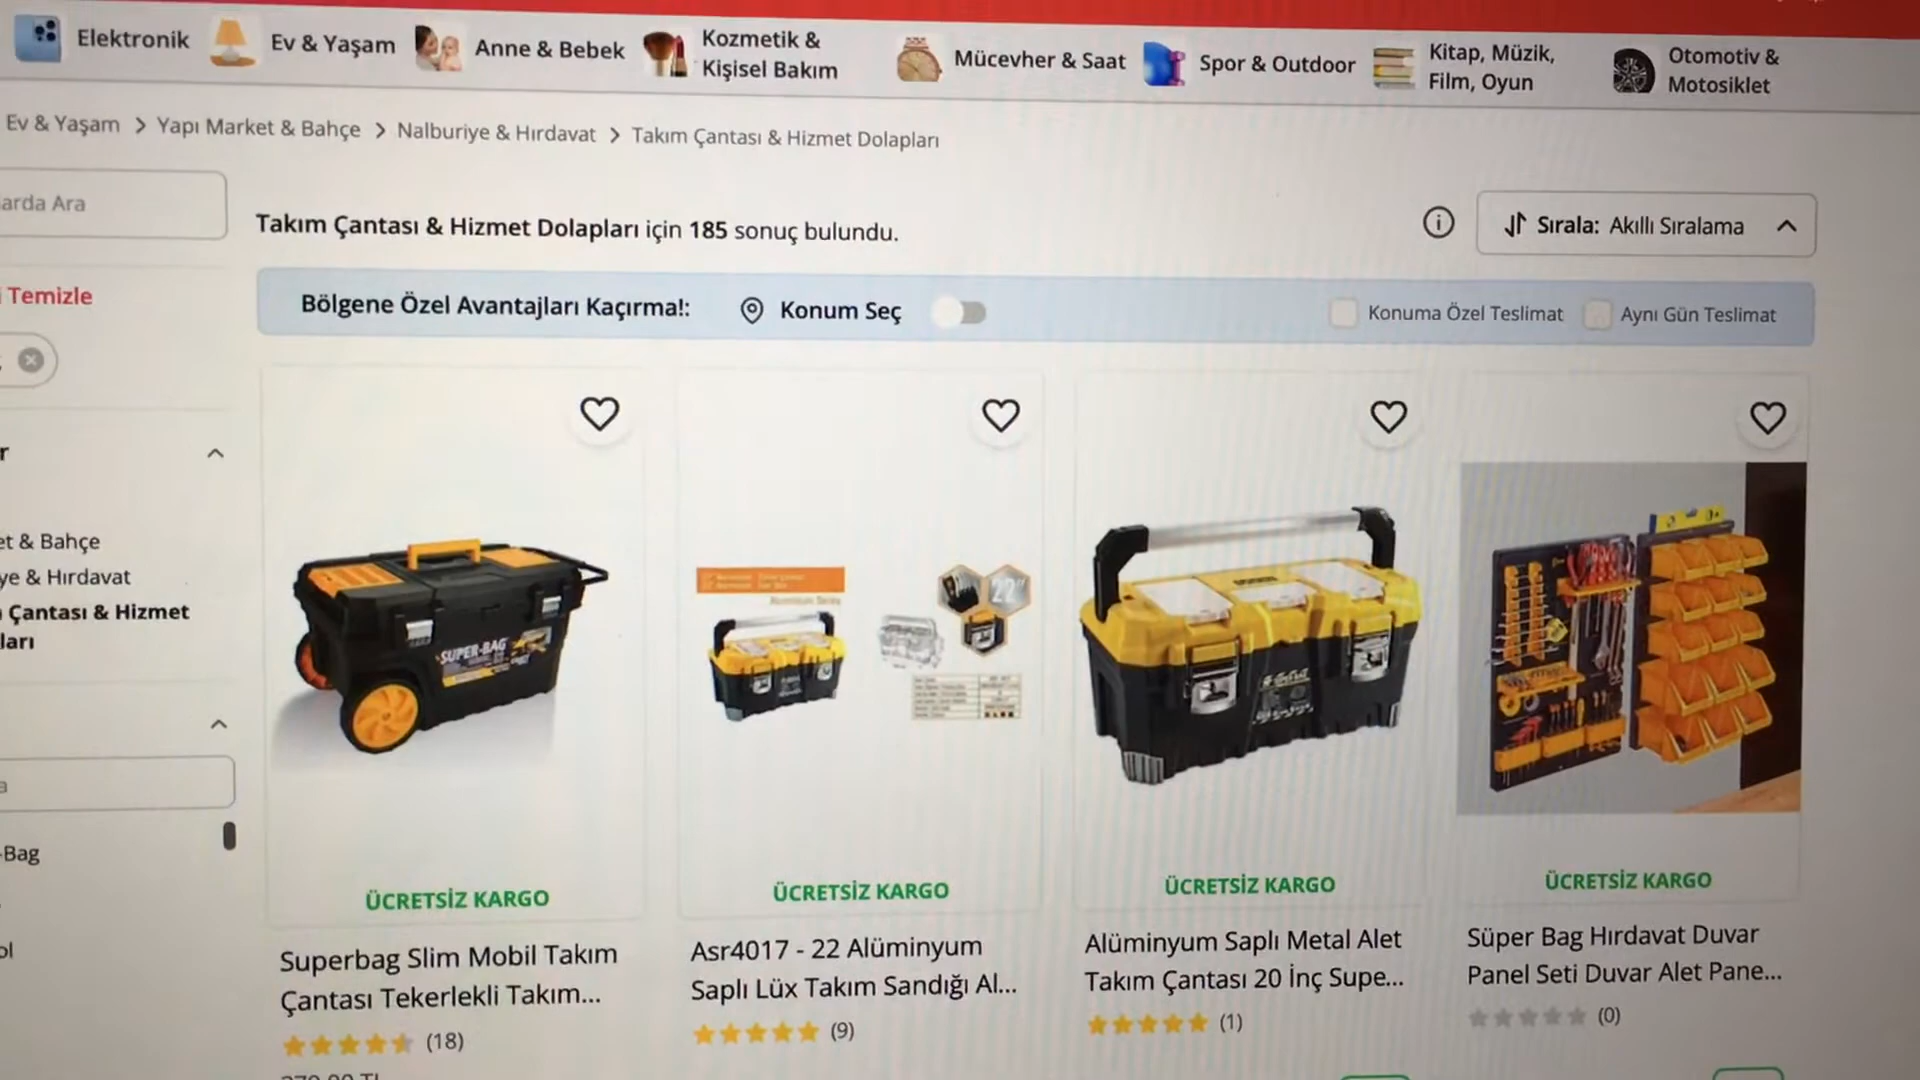 Elektronik
Ev & Yaşam
Anne & Bebek
Kozmetik &
Kişisel Bakım
Mücevher & Saat
Spor & Outdoor
Kitap, Müzik,
Film, Oyun
Otomotiv &
Motosiklet
Ev & Yaşam > Yapı Market & Bahçe > Nalburiye & Hırdavat > Takım Çantası & Hizmet Dolapları
arda Ara
Takım Çantası & Hizmet Dolapları için 185 sonuç bulundu.
Sırala: Akıllı Sıralama
Temizle
Bölgene Özel Avantajları Kaçırma!:
Konum Seç
Konuma Özel Teslimat
Aynı Gün Teslimat
et & Bahçe
ye & Hırdavat
Çantası & Hizmet
ları
-Bag
ol
SUPER-BAG
22"
ÜCRETSİZ KARGO
ÜCRETSİZ KARGO
ÜCRETSİZ KARGO
ÜCRETSİZ KARGO
Superbag Slim Mobil Takım
Çantası Tekerlekli Takım...
(18)
Asr4017 - 22 Alüminyum
Saplı Lüx Takım Sandığı Al...
(9)
Alüminyum Saplı Metal Alet
Takım Çantası 20 İnç Supe...
(1)
Süper Bag Hırdavat Duvar
Panel Seti Duvar Alet Pane...
(0)